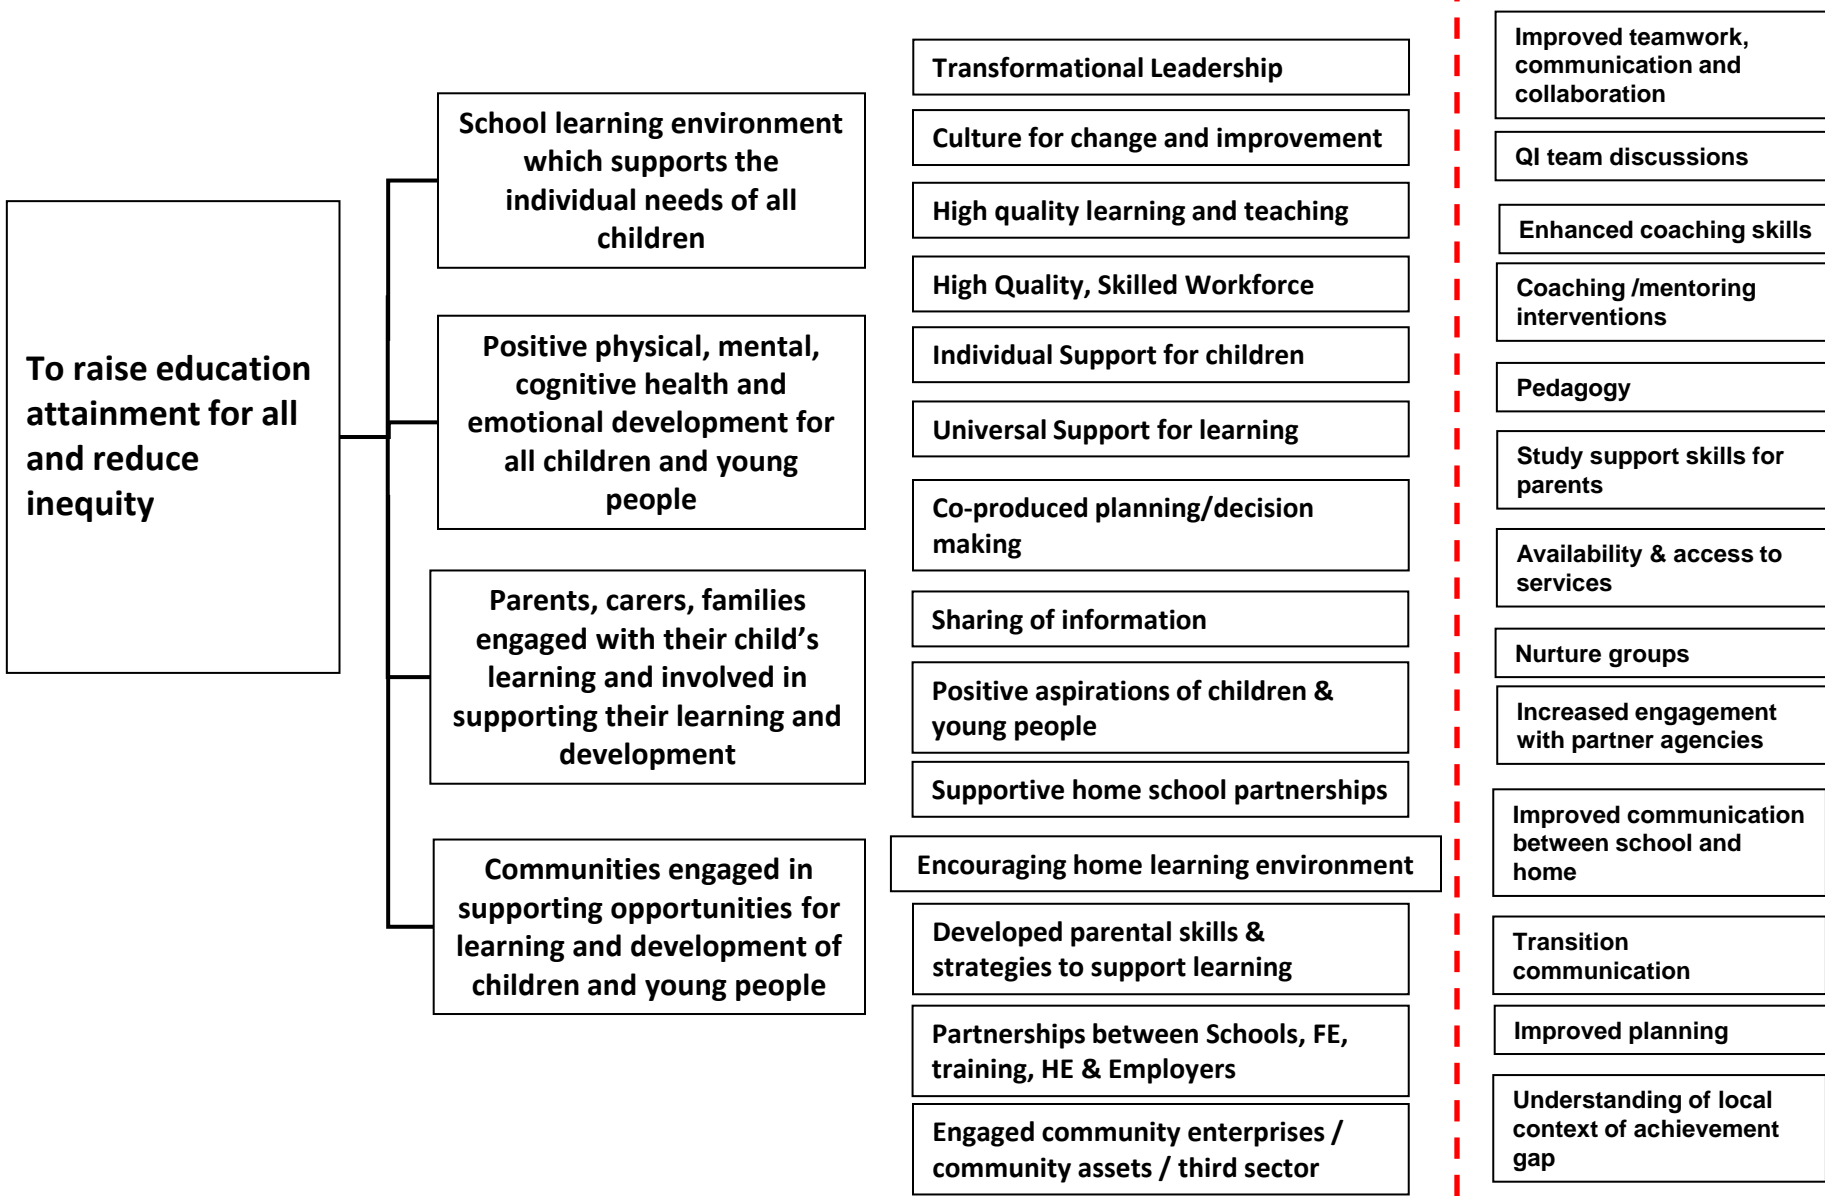 To raise education
attainment for all
and reduce
inequity
School learning environment
which supports the
individual needs of all
children
Positive physical, mental,
cognitive health and
emotional development for
all children and young
people
Parents, carers, families
engaged with their child’s
learning and involved in
supporting their learning and
development
Communities engaged in
supporting opportunities for
learning and development of
children and young people
Transformational Leadership
Culture for change and improvement
High quality learning and teaching
High Quality, Skilled Workforce
Individual Support for children
Universal Support for learning
Co-produced planning/decision
making
Sharing of information
Positive aspirations of children &
young people
Supportive home school partnerships
Encouraging home learning environment
Developed parental skills &
strategies to support learning
Partnerships between Schools, FE,
training, HE & Employers
Engaged community enterprises /
community assets / third sector
Improved teamwork,
communication and
collaboration
QI team discussions
Enhanced coaching skills
Coaching /mentoring
interventions
Pedagogy
Study support skills for
parents
Availability & access to
services
Nurture groups
Increased engagement
with partner agencies
Improved communication
between school and
home
Transition
communication
Improved planning
Understanding of local
context of achievement
gap